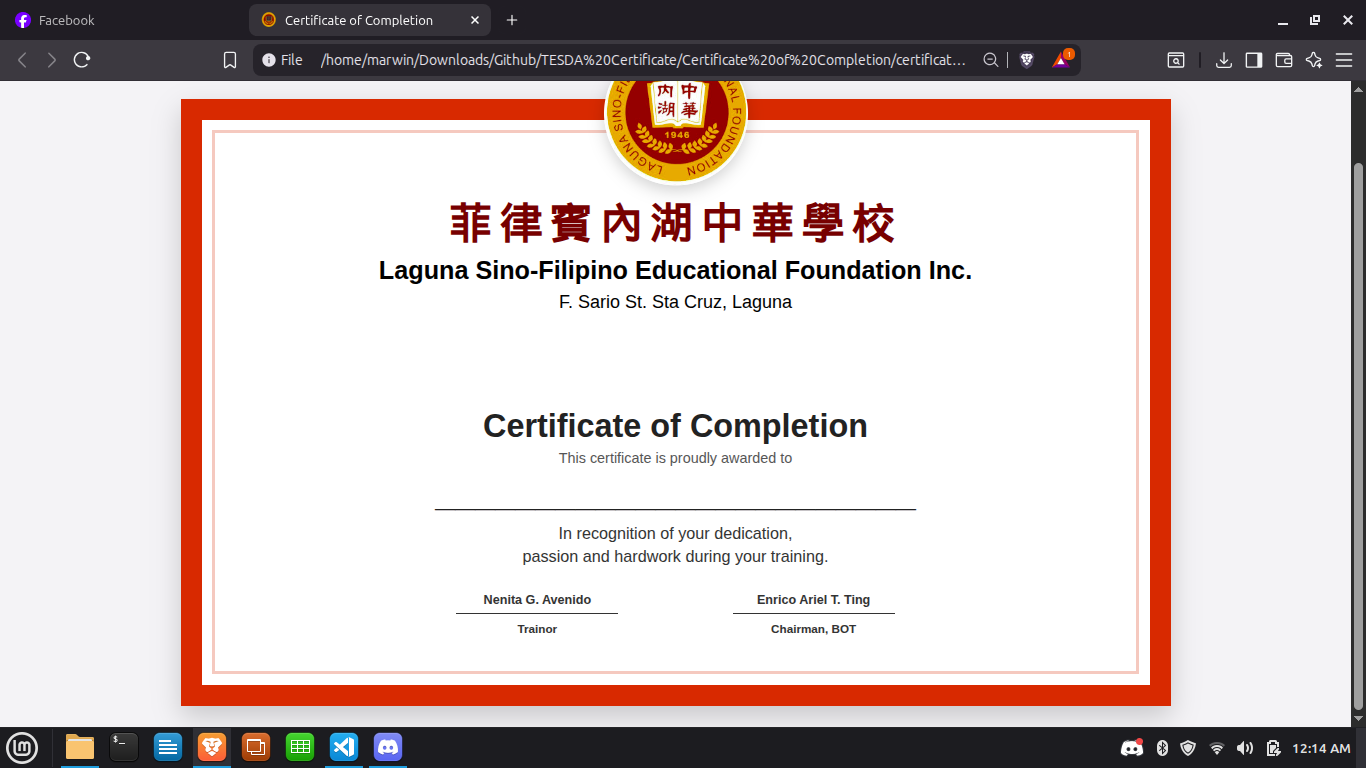 Facebook
Certificate of Completion
File
/home/marwin/Downloads/Github/TESDA%20Certificate/Certificate%20of%20Completion/certificat…
1
內 中
湖 華
1946
LAGUNA SINO-FI
NAL FOUNDATION
菲律賓內湖中華學校
Laguna Sino-Filipino Educational Foundation Inc.
F. Sario St. Sta Cruz, Laguna
Certificate of Completion
This certificate is proudly awarded to
In recognition of your dedication,
passion and hardwork during your training.
Nenita G. Avenido
Enrico Ariel T. Ting
Trainor
Chairman, BOT
12:14 AM